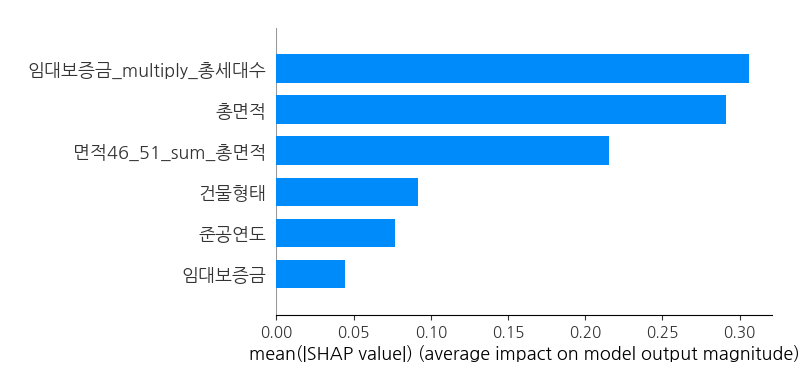 임대보증금_multiply_총세대수
총면적
면적46_51_sum_총면적
건물형태
준공연도
임대보증금
0.00 0.05 0.10 0.15 0.20 0.25 0.30
mean(|SHAP value|) (average impact on model output magnitude)